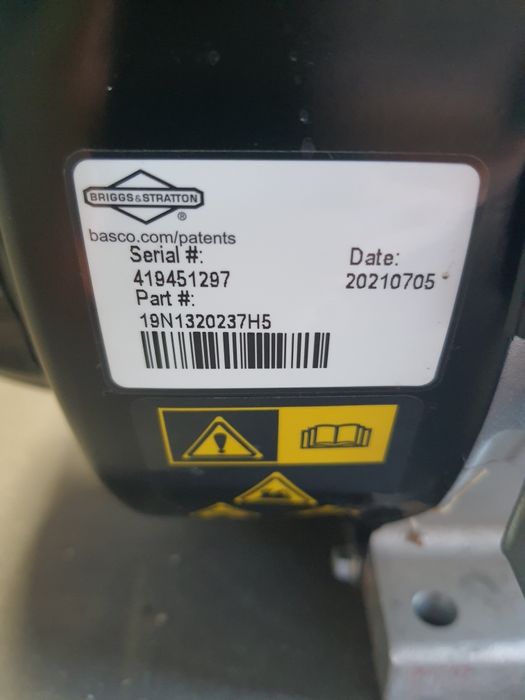 BRIGGS&STRATTON
®
basco.com/patents
Serial #:
419451297
Date:
20210705
Part #:
19N1320237H5